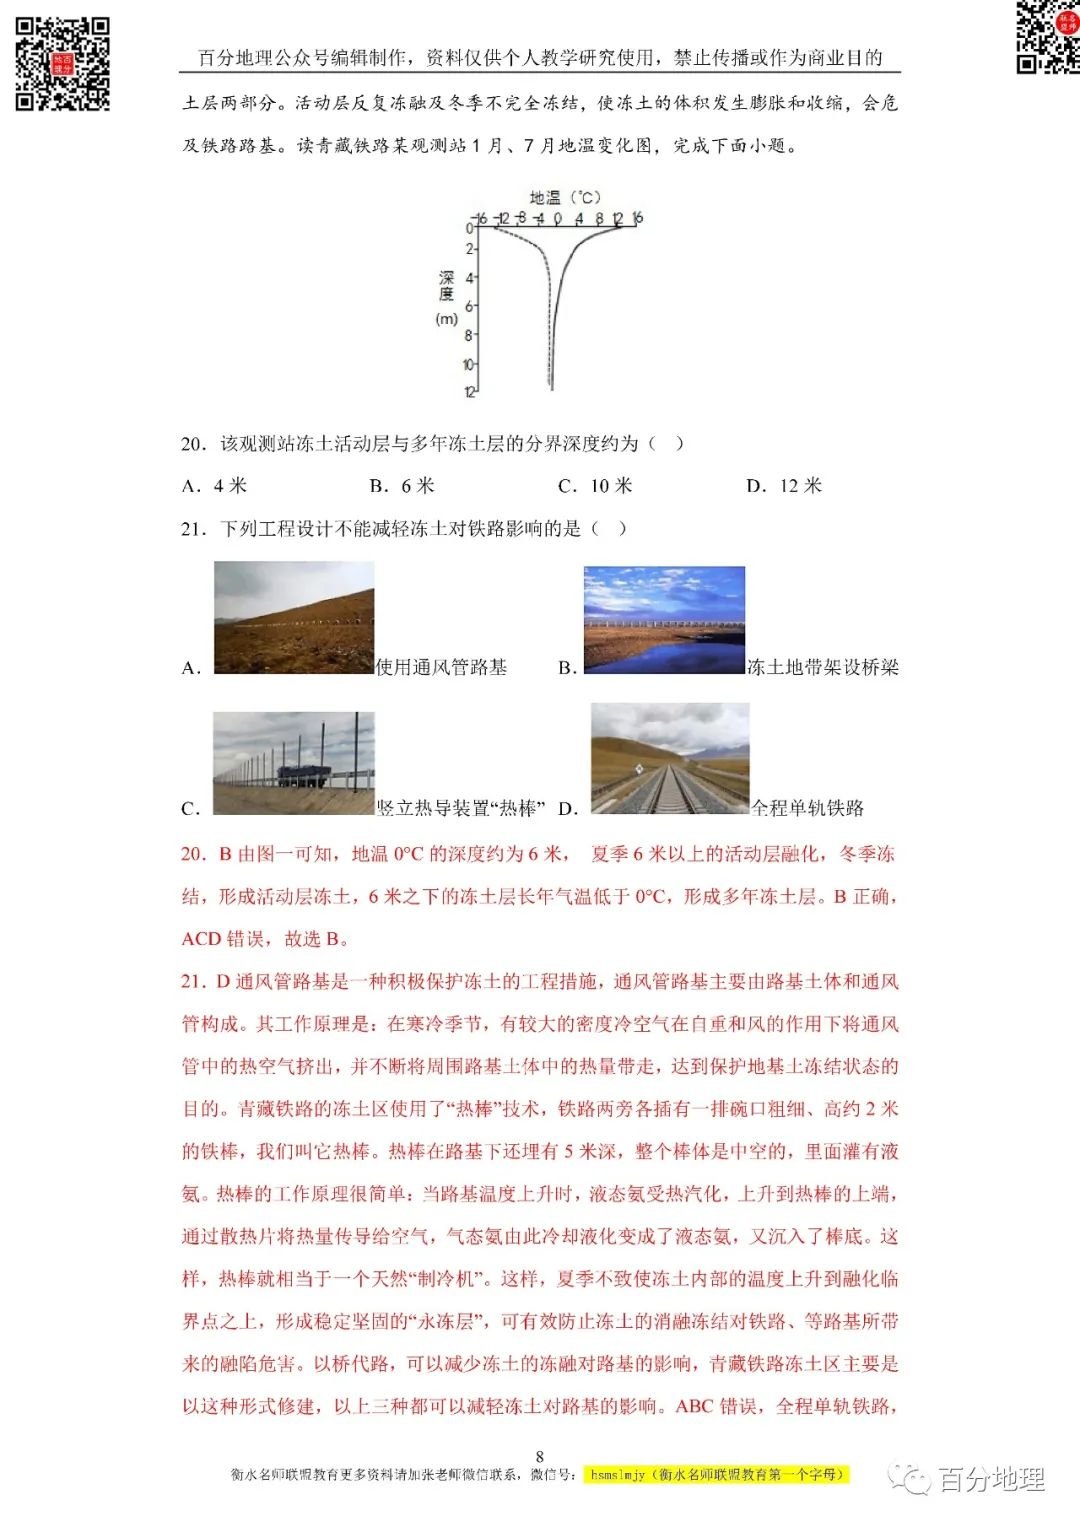 百分地理公众号编辑制作，资料仅供个人教学研究使用，禁止传播或作为商业目的
土层两部分。活动层反复冻融及冬季不完全冻结，使冻土的体积发生膨胀和收缩，会危
及铁路路基。读青藏铁路某观测站1月、7月地温变化图，完成下面小题。
地温（℃）
-16 -12 -8 -4 0 4 8 12 16
0
2
深度
4
6
(m)
8
10
12
20．该观测站冻土活动层与多年冻土层的分界深度约为（ ）
A．4米 B．6米 C．10米 D．12米
21．下列工程设计不能减轻冻土对铁路影响的是（ ）
A． 使用通风管路基 B． 冻土地带架设桥梁
C． 竖立热导装置“热棒” D． 全程单轨铁路
20．B 由图一可知，地温0°C的深度约为6米， 夏季6米以上的活动层融化，冬季冻
结，形成活动层冻土，6米之下的冻土层长年气温低于0°C，形成多年冻土层。B正确，
ACD错误，故选B。
21．D 通风管路基是一种积极保护冻土的工程措施，通风管路基主要由路基土体和通风
管构成。其工作原理是：在寒冷季节，有较大的密度冷空气在自重和风的作用下将通风
管中的热空气挤出，并不断将周围路基土体中的热量带走，达到保护地基土冻结状态的
目的。青藏铁路的冻土区使用了“热棒”技术，铁路两旁各插有一排碗口粗细、高约2米
的铁棒，我们叫它热棒。热棒在路基下还埋有5米深，整个棒体是中空的，里面灌有液
氨。热棒的工作原理很简单：当路基温度上升时，液态氨受热汽化，上升到热棒的上端，
通过散热片将热量传导给空气，气态氨由此冷却液化变成了液态氨，又沉入了棒底。这
样，热棒就相当于一个天然“制冷机”。这样，夏季不致使冻土内部的温度上升到融化临
界点之上，形成稳定坚固的“永冻层”，可有效防止冻土的消融冻结对铁路、等路基所带
来的融陷危害。以桥代路，可以减少冻土的冻融对路基的影响，青藏铁路冻土区主要是
以这种形式修建，以上三种都可以减轻冻土对路基的影响。ABC错误，全程单轨铁路，
8
衡水名师联盟教育更多资料请加张老师微信联系，微信号： hsmslmjy（衡水名师联盟教育第一个字母）
百分地理